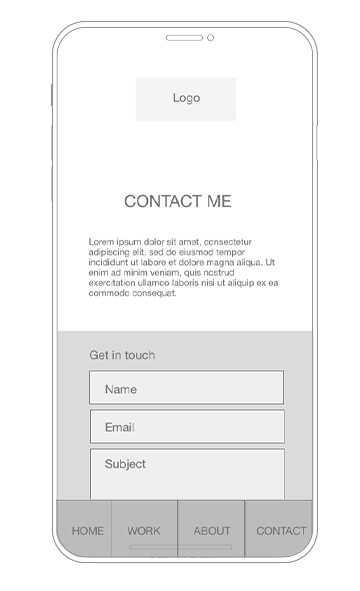 Logo
CONTACT ME
Lorem ipsum dolor sit amet, consectetur
adipiscing elit, sed do eiusmod tempor
incididunt ut labore et dolore magna aliqua. Ut
enim ad minim veniam, quis nostrud
exercitation ullamco laboris nisi ut aliquip ex ea
commodo consequat.
Get in touch
Name
Email
Subject
HOME WORK ABOUT CONTACT